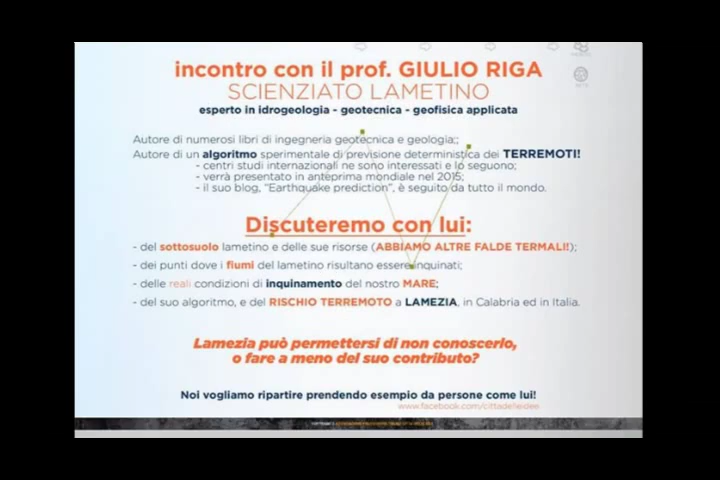 incontro con il prof. GIULIO RIGA
SCIENZIATO LAMETINO
esperto in idrogeologia - geotecnica - geofisica applicata
Autore di numerosi libri di ingegneria geotecnica e geologia;;
Autore di un algoritmo sperimentale di previsione deterministica dei TERREMOTI!
- centri studi internazionali ne sono interessati e lo seguono;
- verrà presentato in anteprima mondiale nel 2015;
- il suo blog, “Earthquake prediction”, è seguito da tutto il mondo.
Discuteremo con lui:
- del sottosuolo lametino e delle sue risorse (ABBIAMO ALTRE FALDE TERMALI!);
- dei punti dove i fiumi del lametino risultano essere inquinati;
- delle reali condizioni di inquinamento del nostro MARE;
- del suo algoritmo, e del RISCHIO TERREMOTO a LAMEZIA, in Calabria ed in Italia.
Lamezia può permettersi di non conoscerlo,
o fare a meno del suo contributo?
Noi vogliamo ripartire prendendo esempio da persone come lui!
www.facebook.com/cittadelleidee